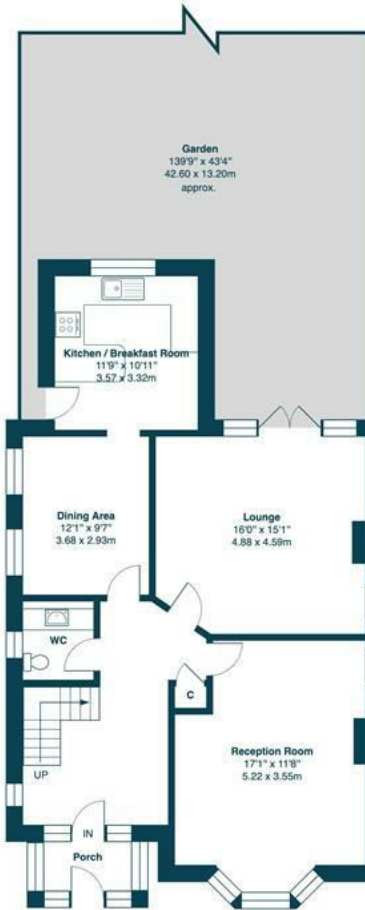 Garden
139'9" x 43'4"
42.60 x 13.20m
approx.
Kitchen / Breakfast Room
11'9" x 10'11"
3.57 x 3.32m
Dining Area
12'1" x 9'7"
3.68 x 2.93m
Lounge
16'0" x 15'1"
4.88 x 4.59m
WC
C
UP
Reception Room
17'1" x 11'8"
5.22 x 3.55m
IN
Porch